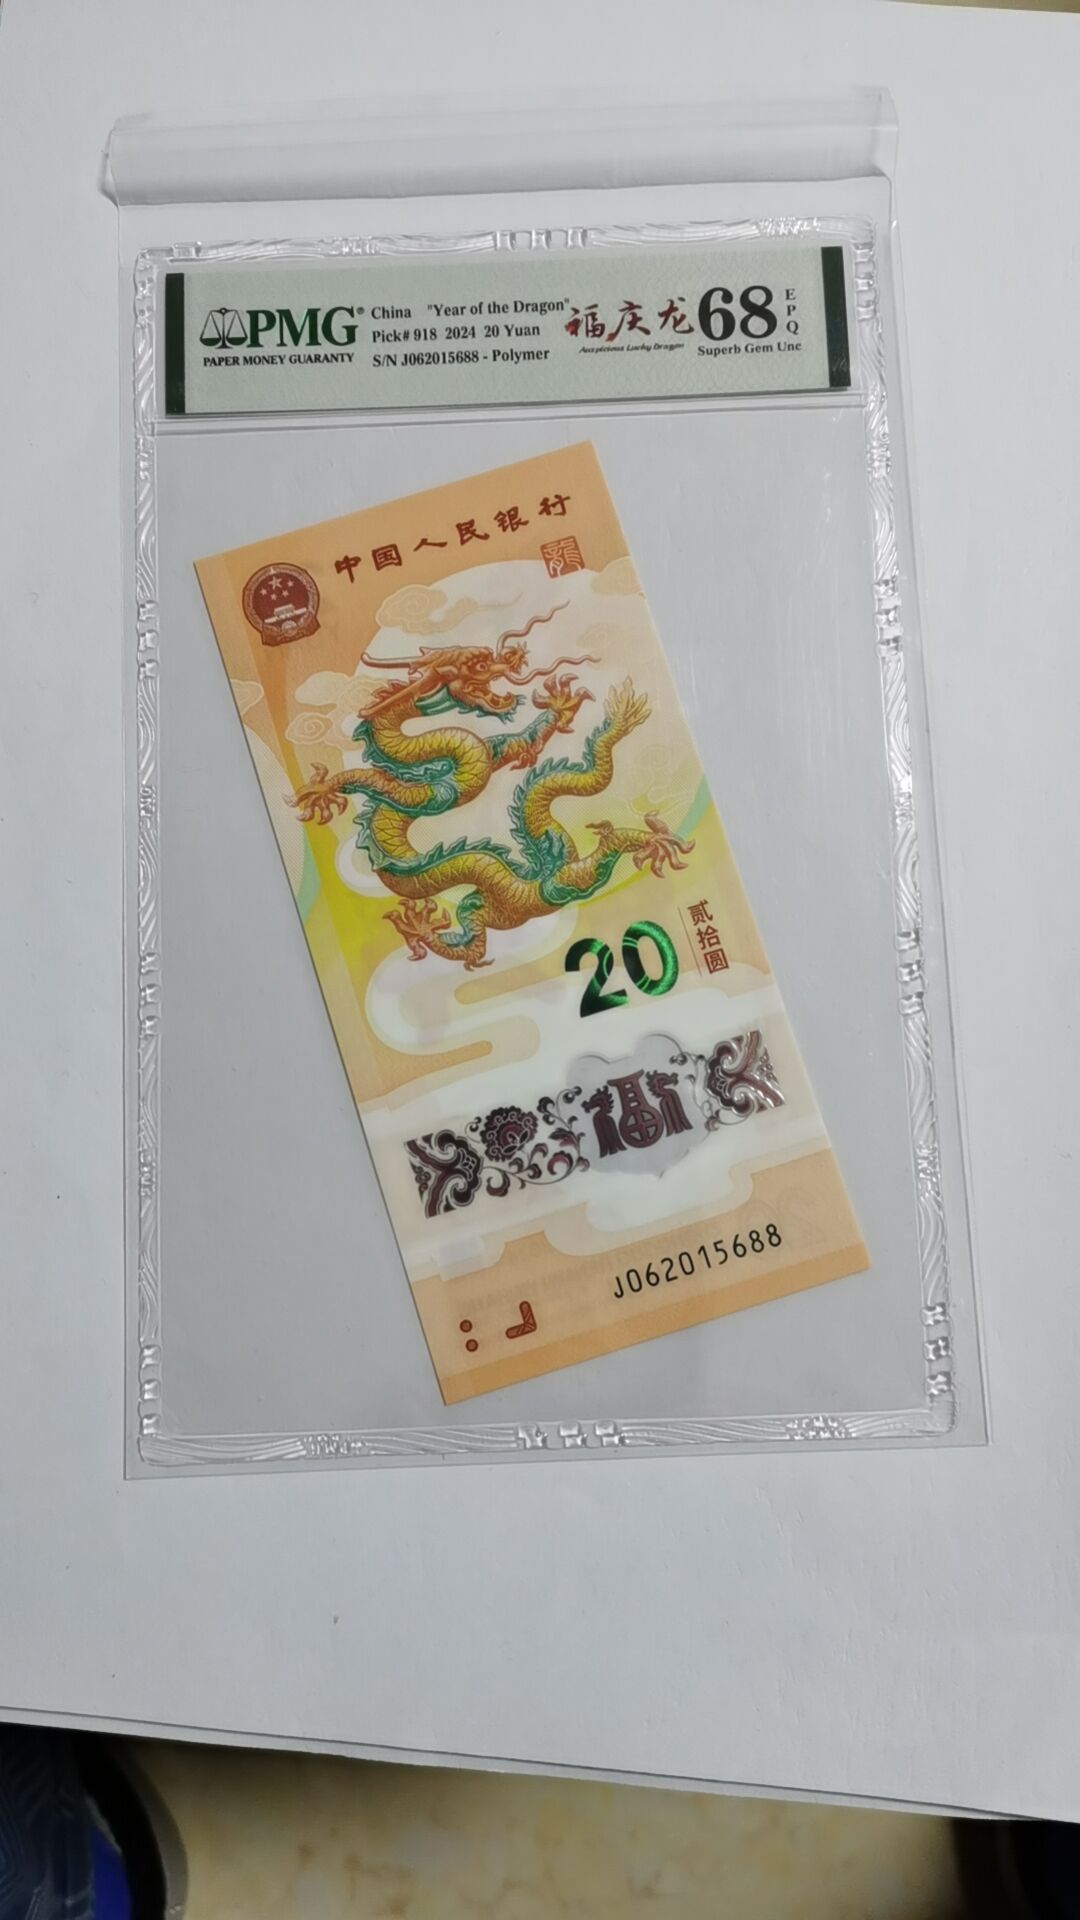 PMG®
PAPER MONEY GUARANTY
China "Year of the Dragon"
Pick# 918 2024 20 Yuan
S/N J062015688 - Polymer
福庆龙
Auspicious Lucky Dragon
68
EPQ
Superb Gem Unc
中国人民银行
龍
20
贰拾圆
福
J062015688